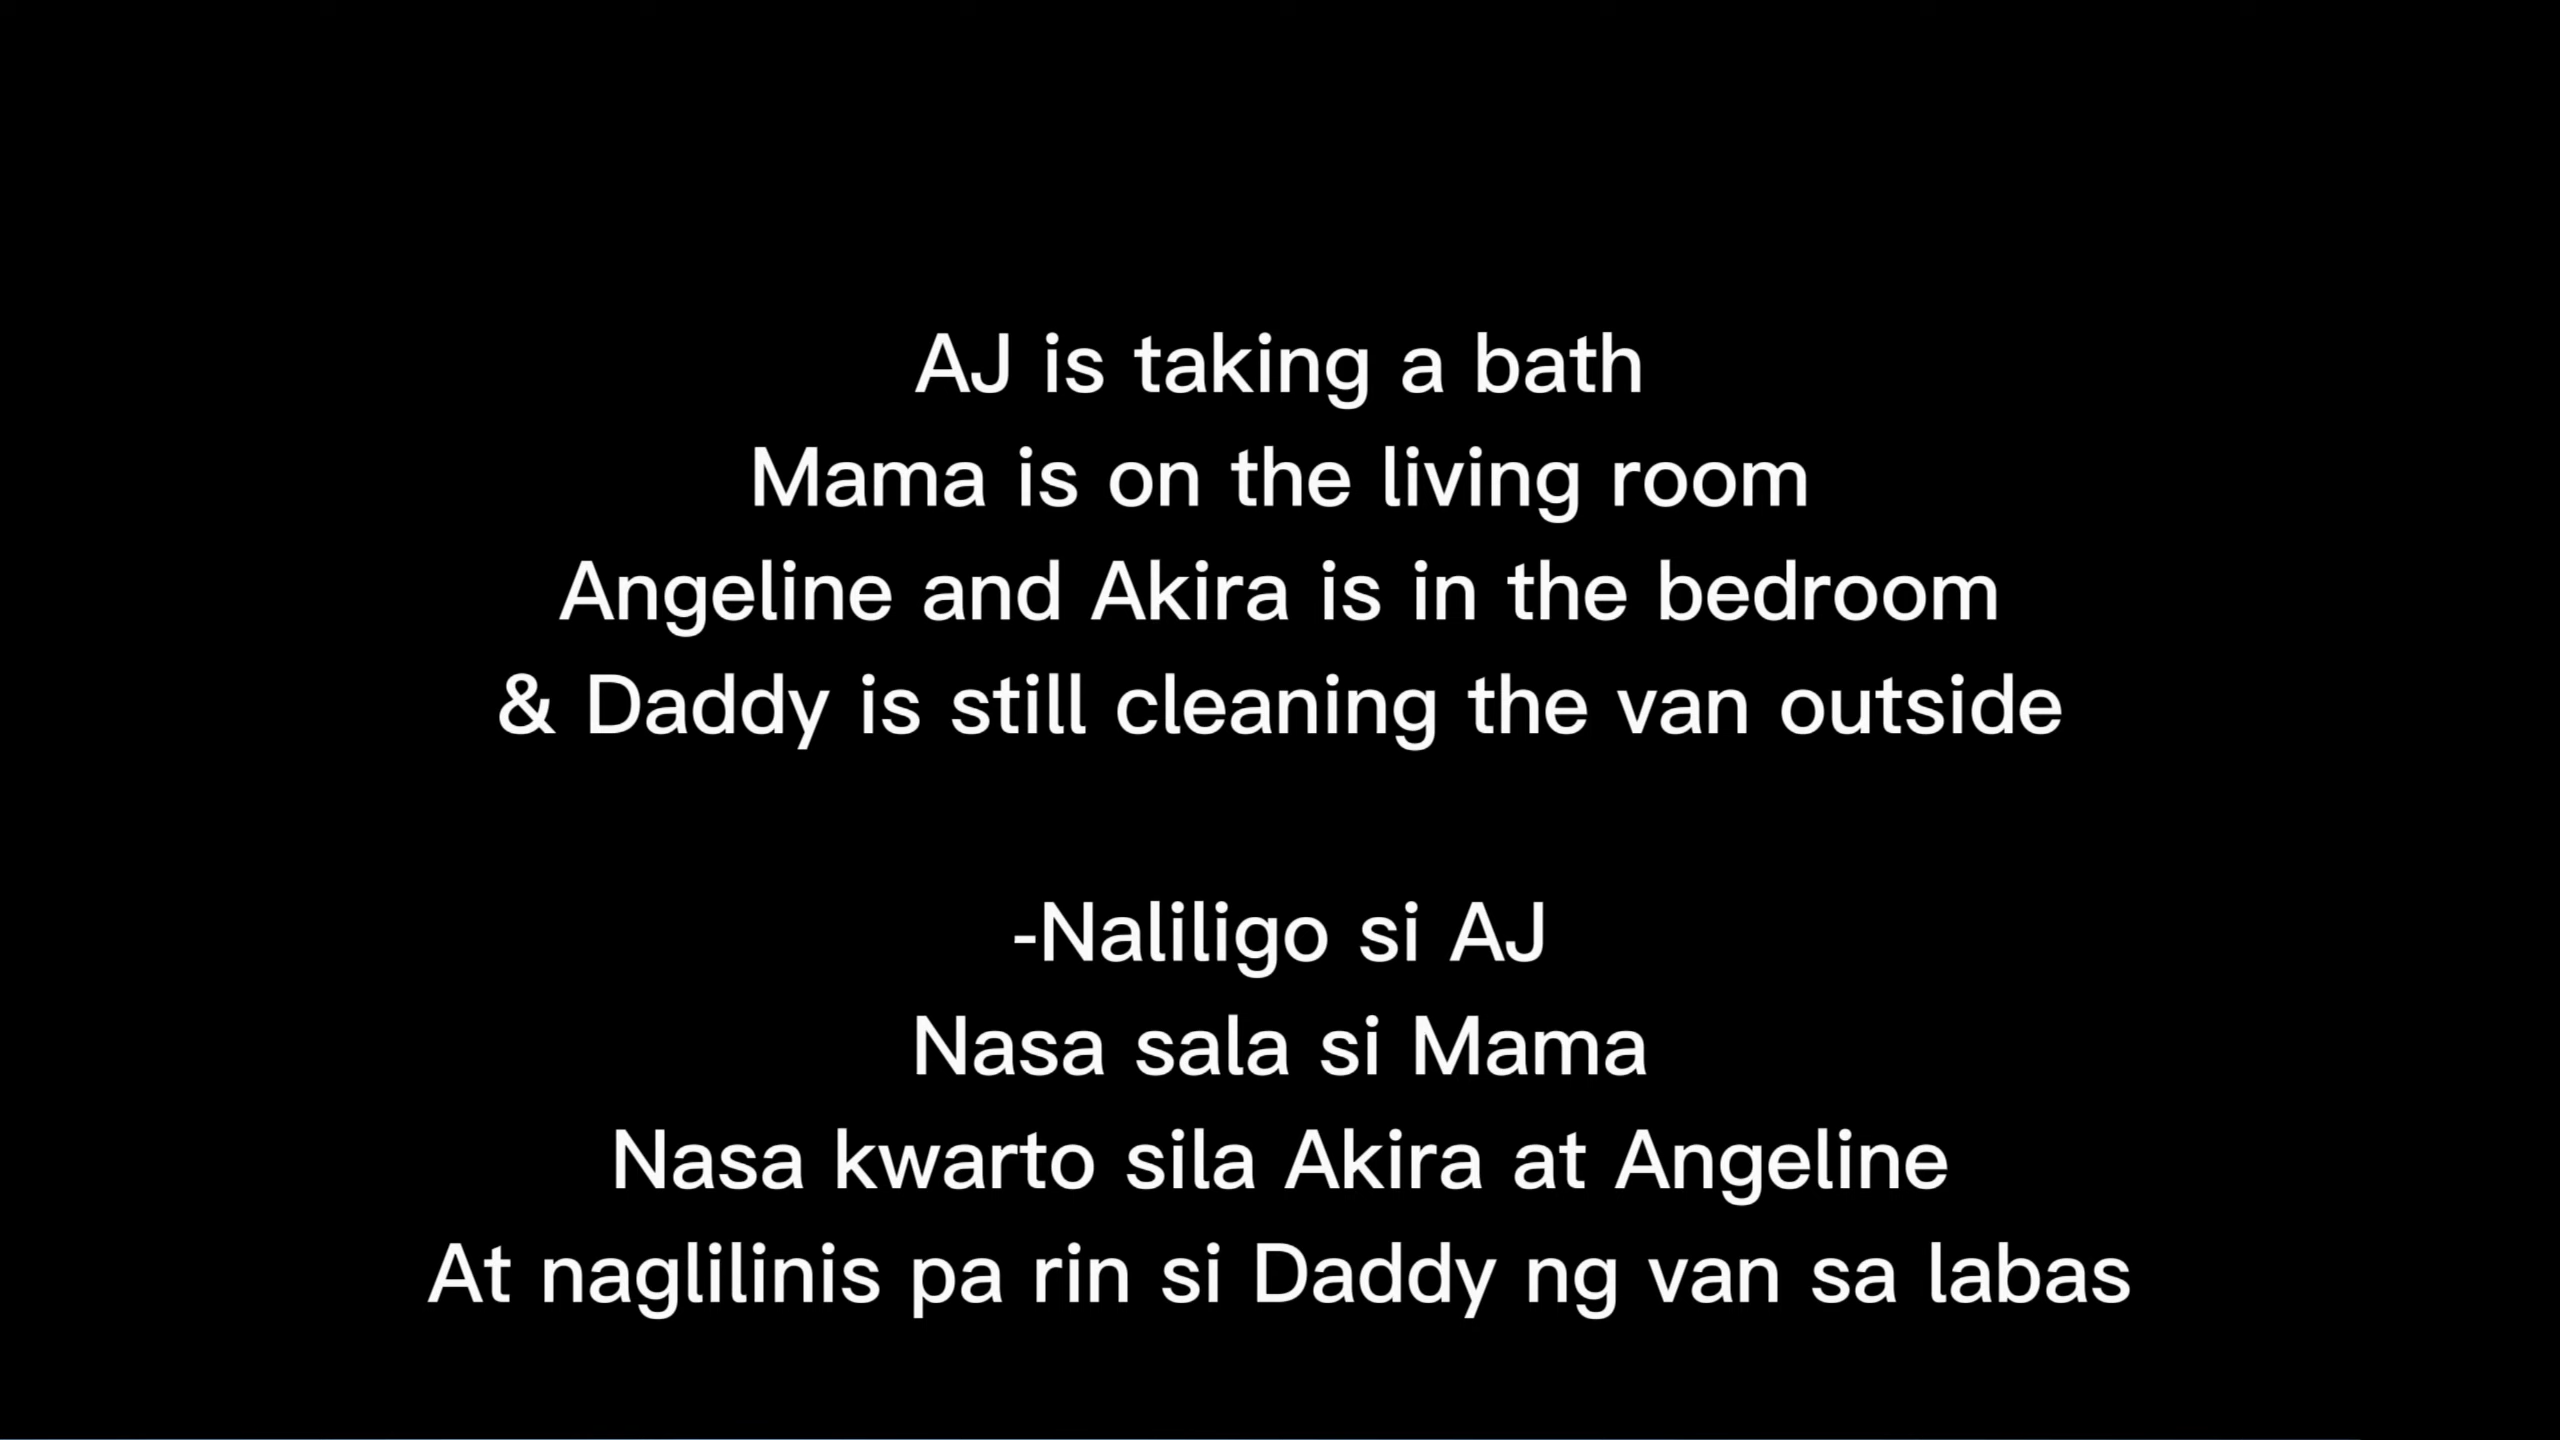 AJ is taking a bath
Mama is on the living room
Angeline and Akira is in the bedroom
& Daddy is still cleaning the van outside
-Naliligo si AJ
Nasa sala si Mama
Nasa kwarto sila Akira at Angeline
At naglilinis pa rin si Daddy ng van sa labas